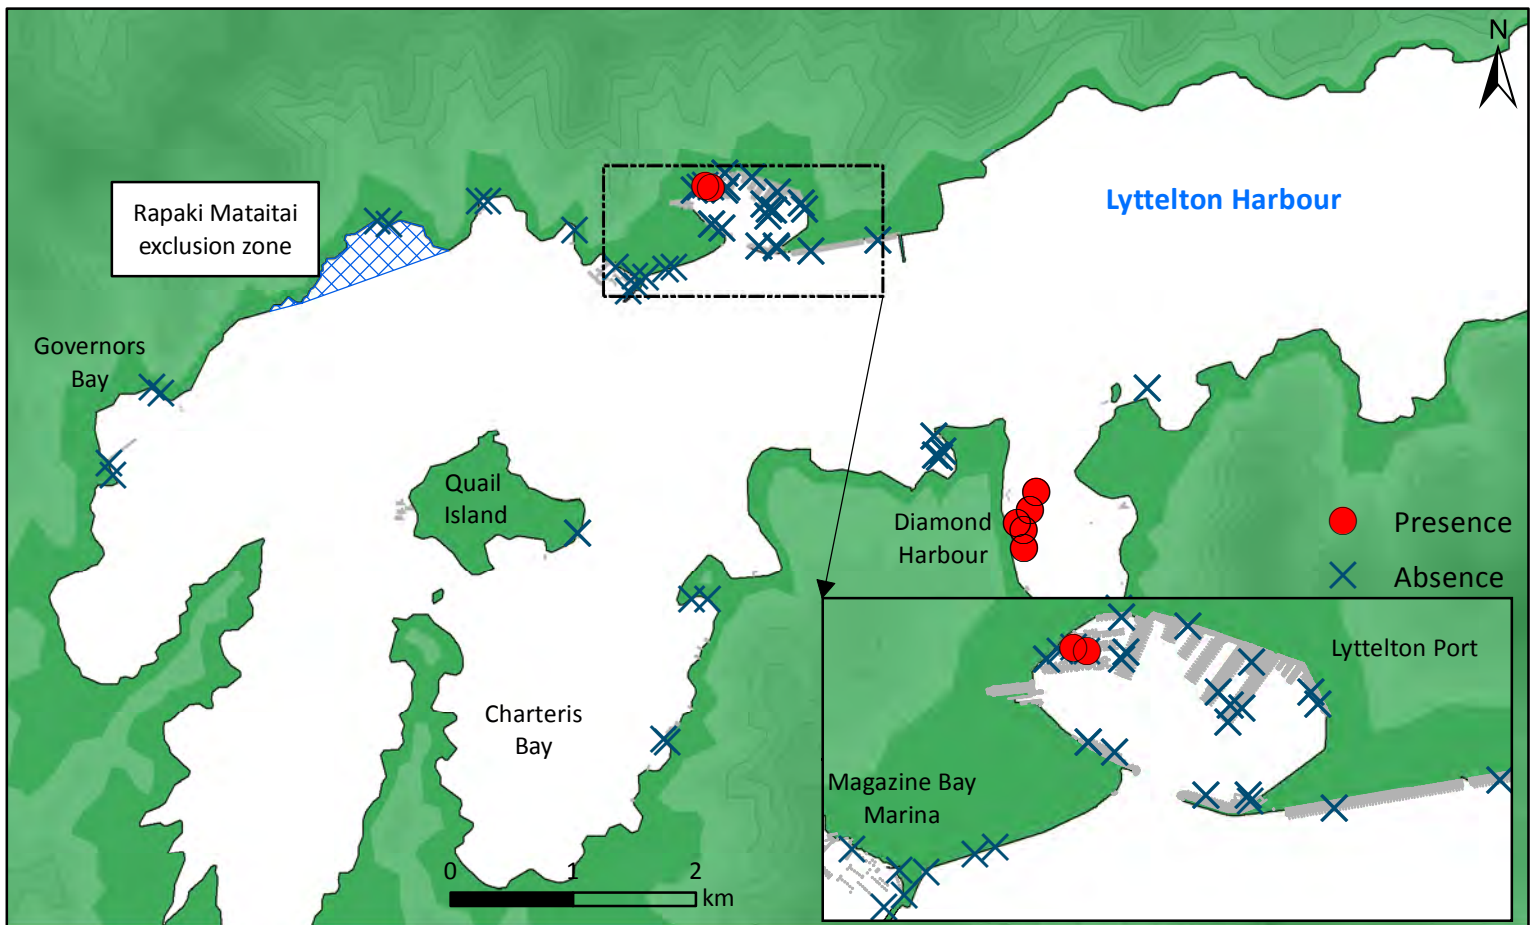 N
Lyttelton Harbour
Rapaki Mataitai
exclusion zone
Governors
Bay
Quail
Island
Diamond
Harbour
Presence
Absence
Lyttelton Port
Charteris
Bay
Magazine Bay
Marina
0 1 2
km